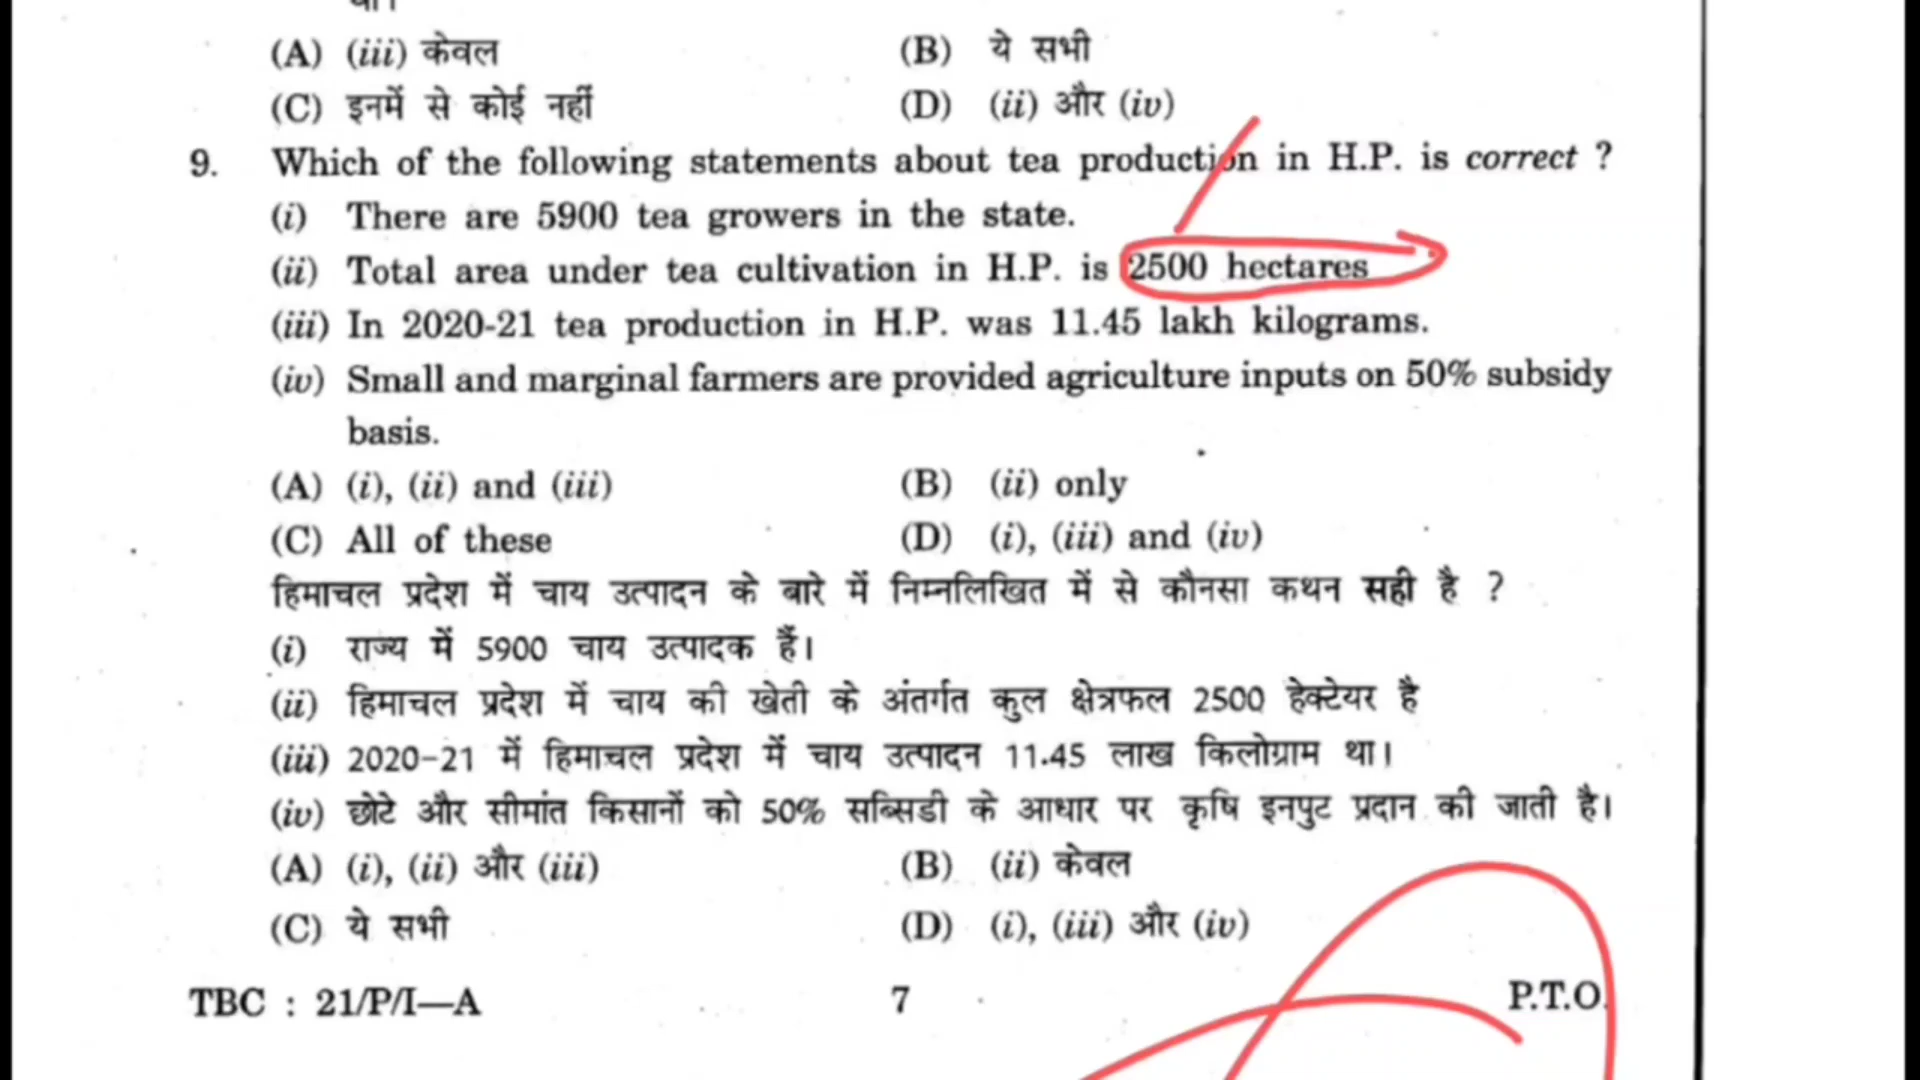 (A) (iii) केवल (B) ये सभी
(C) इनमें से कोई नहीं (D) (ii) और (iv)
9. Which of the following statements about tea production in H.P. is correct ?
(i) There are 5900 tea growers in the state.
(ii) Total area under tea cultivation in H.P. is 2500 hectares
(iii) In 2020-21 tea production in H.P. was 11.45 lakh kilograms.
(iv) Small and marginal farmers are provided agriculture inputs on 50% subsidy
basis.
(A) (i), (ii) and (iii) (B) (ii) only
(C) All of these (D) (i), (iii) and (iv)
हिमाचल प्रदेश में चाय उत्पादन के बारे में निम्नलिखित में से कौनसा कथन सही है ?
(i) राज्य में 5900 चाय उत्पादक हैं।
(ii) हिमाचल प्रदेश में चाय की खेती के अंतर्गत कुल क्षेत्रफल 2500 हेक्टेयर है
(iii) 2020-21 में हिमाचल प्रदेश में चाय उत्पादन 11.45 लाख किलोग्राम था।
(iv) छोटे और सीमांत किसानों को 50% सब्सिडी के आधार पर कृषि इनपुट प्रदान की जाती है।
(A) (i), (ii) और (iii) (B) (ii) केवल
(C) ये सभी (D) (i), (iii) और (iv)
TBC : 21/P/I—A 7 P.T.O.